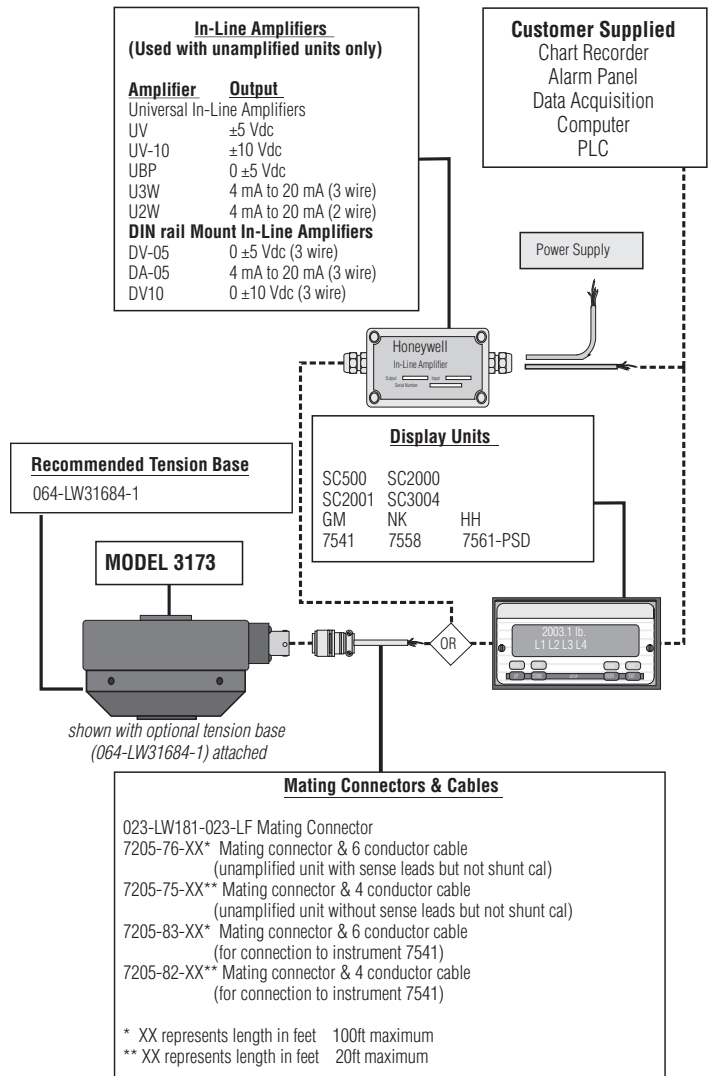 In-Line Amplifiers
(Used with unamplified units only)
Amplifier Output
Universal In-Line Amplifiers
UV ±5 Vdc
UV-10 ±10 Vdc
UBP 0 ±5 Vdc
U3W 4 mA to 20 mA (3 wire)
U2W 4 mA to 20 mA (2 wire)
DIN rail Mount In-Line Amplifiers
DV-05 0 ±5 Vdc (3 wire)
DA-05 4 mA to 20 mA (3 wire)
DV10 0 ±10 Vdc (3 wire)
Customer Supplied
Chart Recorder
Alarm Panel
Data Acquisition
Computer
PLC
Power Supply
Honeywell
In-Line Amplifier
Output Input
Serial Number
Display Units
SC500 SC2000
SC2001 SC3004
GM NK HH
7541 7558 7561-PSD
Recommended Tension Base
064-LW31684-1
MODEL 3173
shown with optional tension base
(064-LW31684-1) attached
OR
2003.1 lb.
L1 L2 L3 L4
Mating Connectors & Cables
023-LW181-023-LF Mating Connector
7205-76-XX* Mating connector & 6 conductor cable
(unamplified unit with sense leads but not shunt cal)
7205-75-XX** Mating connector & 4 conductor cable
(unamplified unit without sense leads but not shunt cal)
7205-83-XX* Mating connector & 6 conductor cable
(for connection to instrument 7541)
7205-82-XX** Mating connector & 4 conductor cable
(for connection to instrument 7541)
* XX represents length in feet 100ft maximum
** XX represents length in feet 20ft maximum